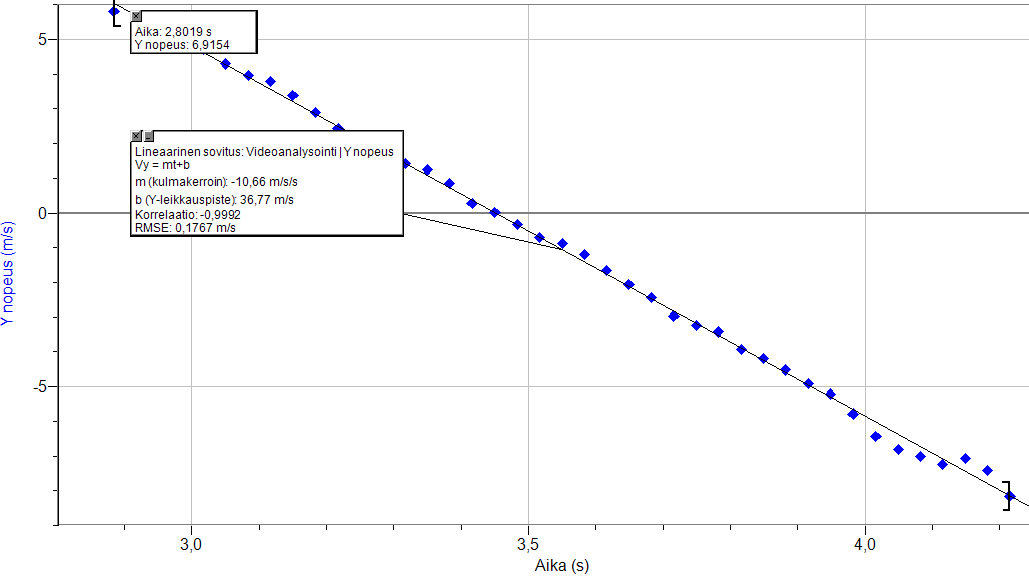 Aika: 2,8019 s
Y nopeus: 6,9154
Lineaarinen sovitus: Videoanalysointi | Y nopeus
Vy = mt+b
m (kulmakerroin): -10,66 m/s/s
b (Y-leikkauspiste): 36,77 m/s
Korrelaatio: -0,9992
RMSE: 0,1767 m/s
5
0
-5
Y nopeus (m/s)
3,0
3,5
4,0
Aika (s)